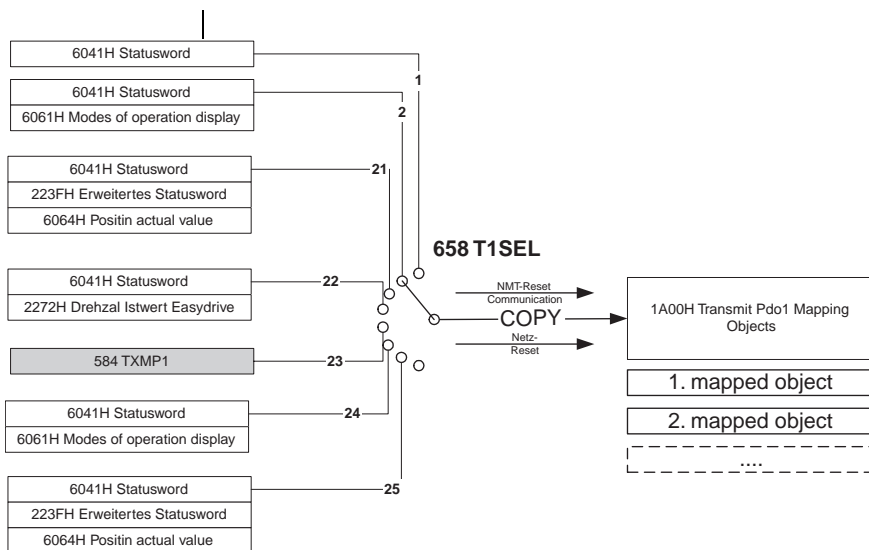 6041H Statusword
1
6041H Statusword
6061H Modes of operation display
2
6041H Statusword
223FH Erweitertes Statusword
6064H Positin actual value
21
658 T1SEL
6041H Statusword
2272H Drehzal Istwert Easydrive
22
NMT-Reset
Communication
COPY
Netz-
Reset
1A00H Transmit Pdo1 Mapping
Objects
584 TXMP1
23
1. mapped object
6041H Statusword
6061H Modes of operation display
24
2. mapped object
....
6041H Statusword
223FH Erweitertes Statusword
6064H Positin actual value
25